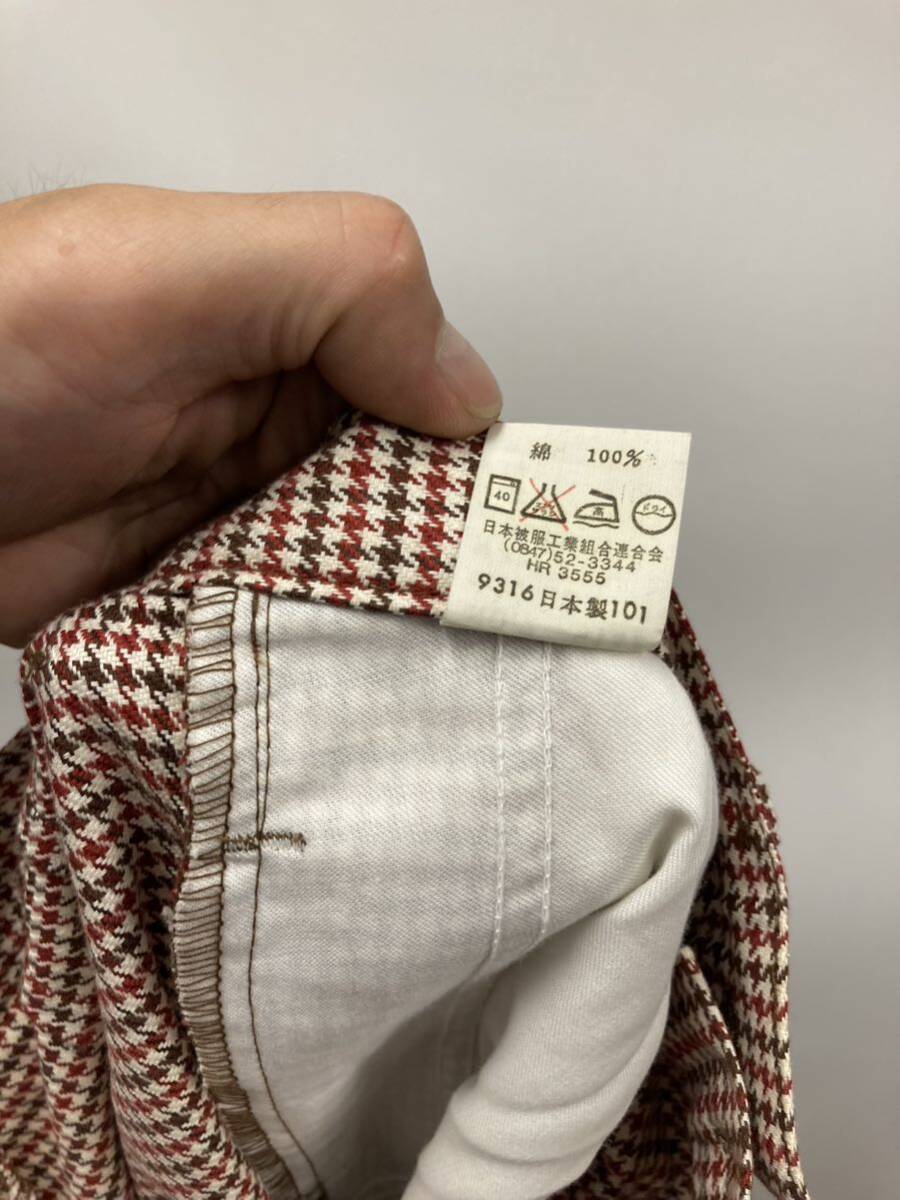 綿 100%
40 高 ドライ
日本被服工業組合連合会
(0847)52-3344
HR 3555
9316日本製101